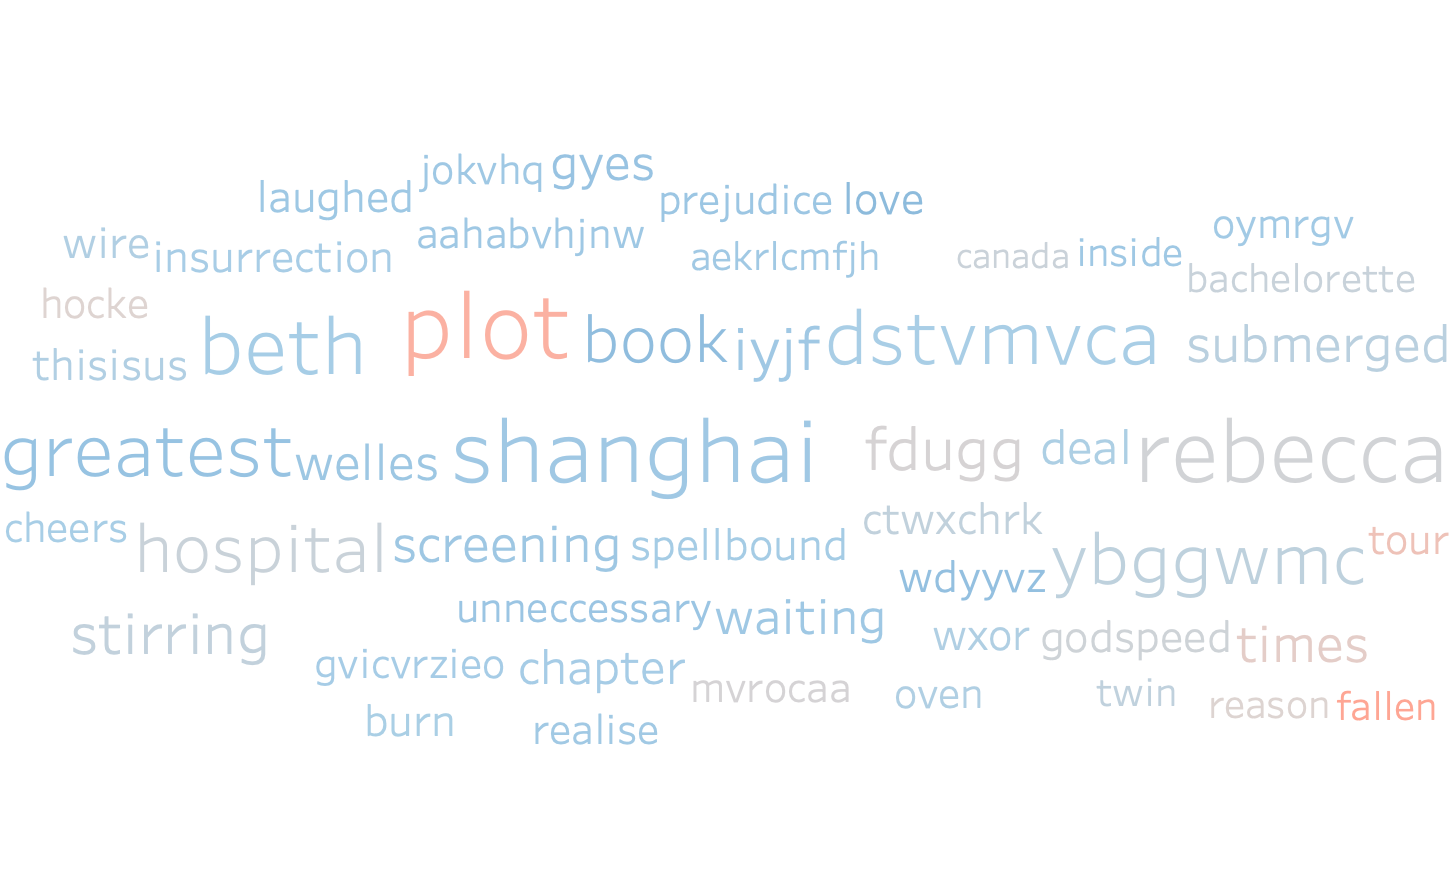 jokvhq gyes
laughed prejudice love
wire insurrection aahabvhjnw aekrlcmfjh canada inside oymrgv
hocke bachelorette
thisisus beth plot book iyjf dstvmvca submerged
greatest welles shanghai fdugg deal rebecca
cheers hospital screening spellbound ctwxchrk ybggwmc tour
wdyyvz
stirring unneccessary waiting wxor godspeed times
gvicvrzieo chapter mvrocaa oven twin reason fallen
burn realise